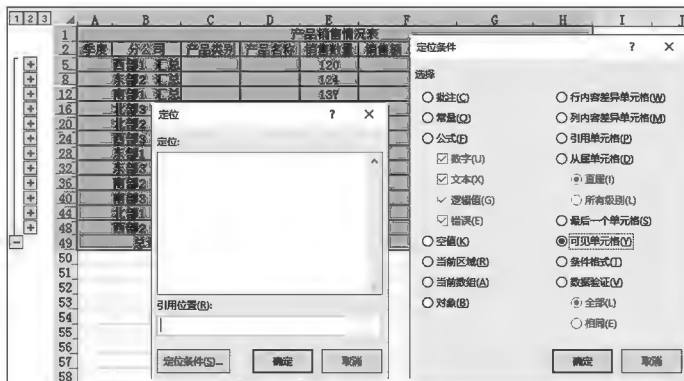 1 2 3 A B C D E F G H I J
1 产品销售情况表
2 季度 分公司 产品类别 产品名称 销售数量 销售额
5 西部1 汇总 120
8 东部2 汇总 124
12 南部1 汇总 137
16 北部3
20 北部2
24 西部3
28 东部1
32 东部3
36 南部2
40 南部3
44 北部1
48 西部2
49
50
51
52
53
54
55
56
57
58
定位 ? ×
定位:
引用位置(R):
定位条件(S)... 确定 取消
定位条件 ? ×
选择
批注(C) 行内容差异单元格(W)
常量(O) 列内容差异单元格(M)
公式(F) 引用单元格(P)
数字(U) 从属单元格(D)
文本(X) 直属(I)
逻辑值(G) 所有级别(L)
错误(E) 最后一个单元格(S)
空值(K) 可见单元格(Y)
当前区域(R) 条件格式(T)
当前数组(A) 数据验证(V)
对象(B) 全部(L)
相同(E)
确定 取消